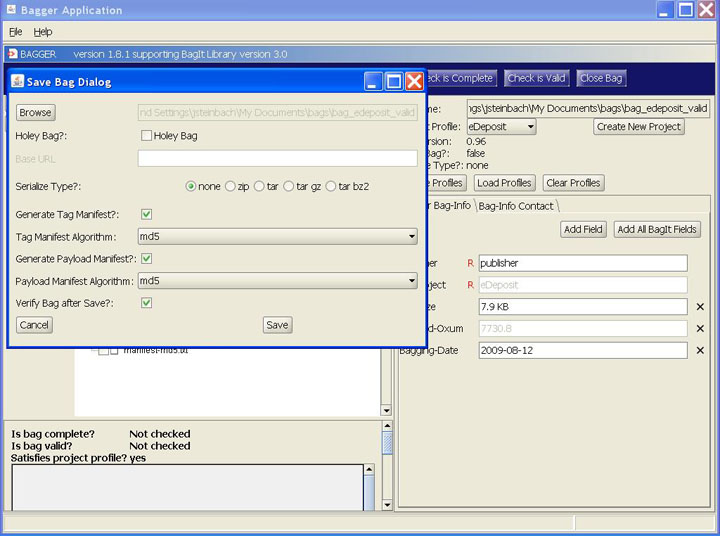 Bagger Application
File Help
BAGGER version 1.8.1 supporting BagIt Library version 3.0
Save Bag Dialog
Browse nd Settings\jsteinbach\My Documents\bags\bag_edeposit_valid
Holey Bag?: Holey Bag
Base URL
Serialize Type?: none zip tar tar gz tar bz2
Generate Tag Manifest?:
Tag Manifest Algorithm: md5
Generate Payload Manifest?:
Payload Manifest Algorithm: md5
Verify Bag after Save?:
Cancel Save
manifest-md5.txt
Is bag complete? Not checked
Is bag valid? Not checked
Satisfies project profile? yes
eck is Complete Check is Valid Close Bag
me: ngs\jsteinbach\My Documents\bags\bag_edeposit_valid
t Profile: eDeposit Create New Project
ersion: 0.96
Bag?: false
e Type?: none
e Profiles Load Profiles Clear Profiles
r Bag-Info Bag-Info Contact
Add Field Add All BagIt Fields
her R publisher
oject R eDeposit
ize 7.9 KB
d-Oxum 7730.8
Bagging-Date 2009-08-12